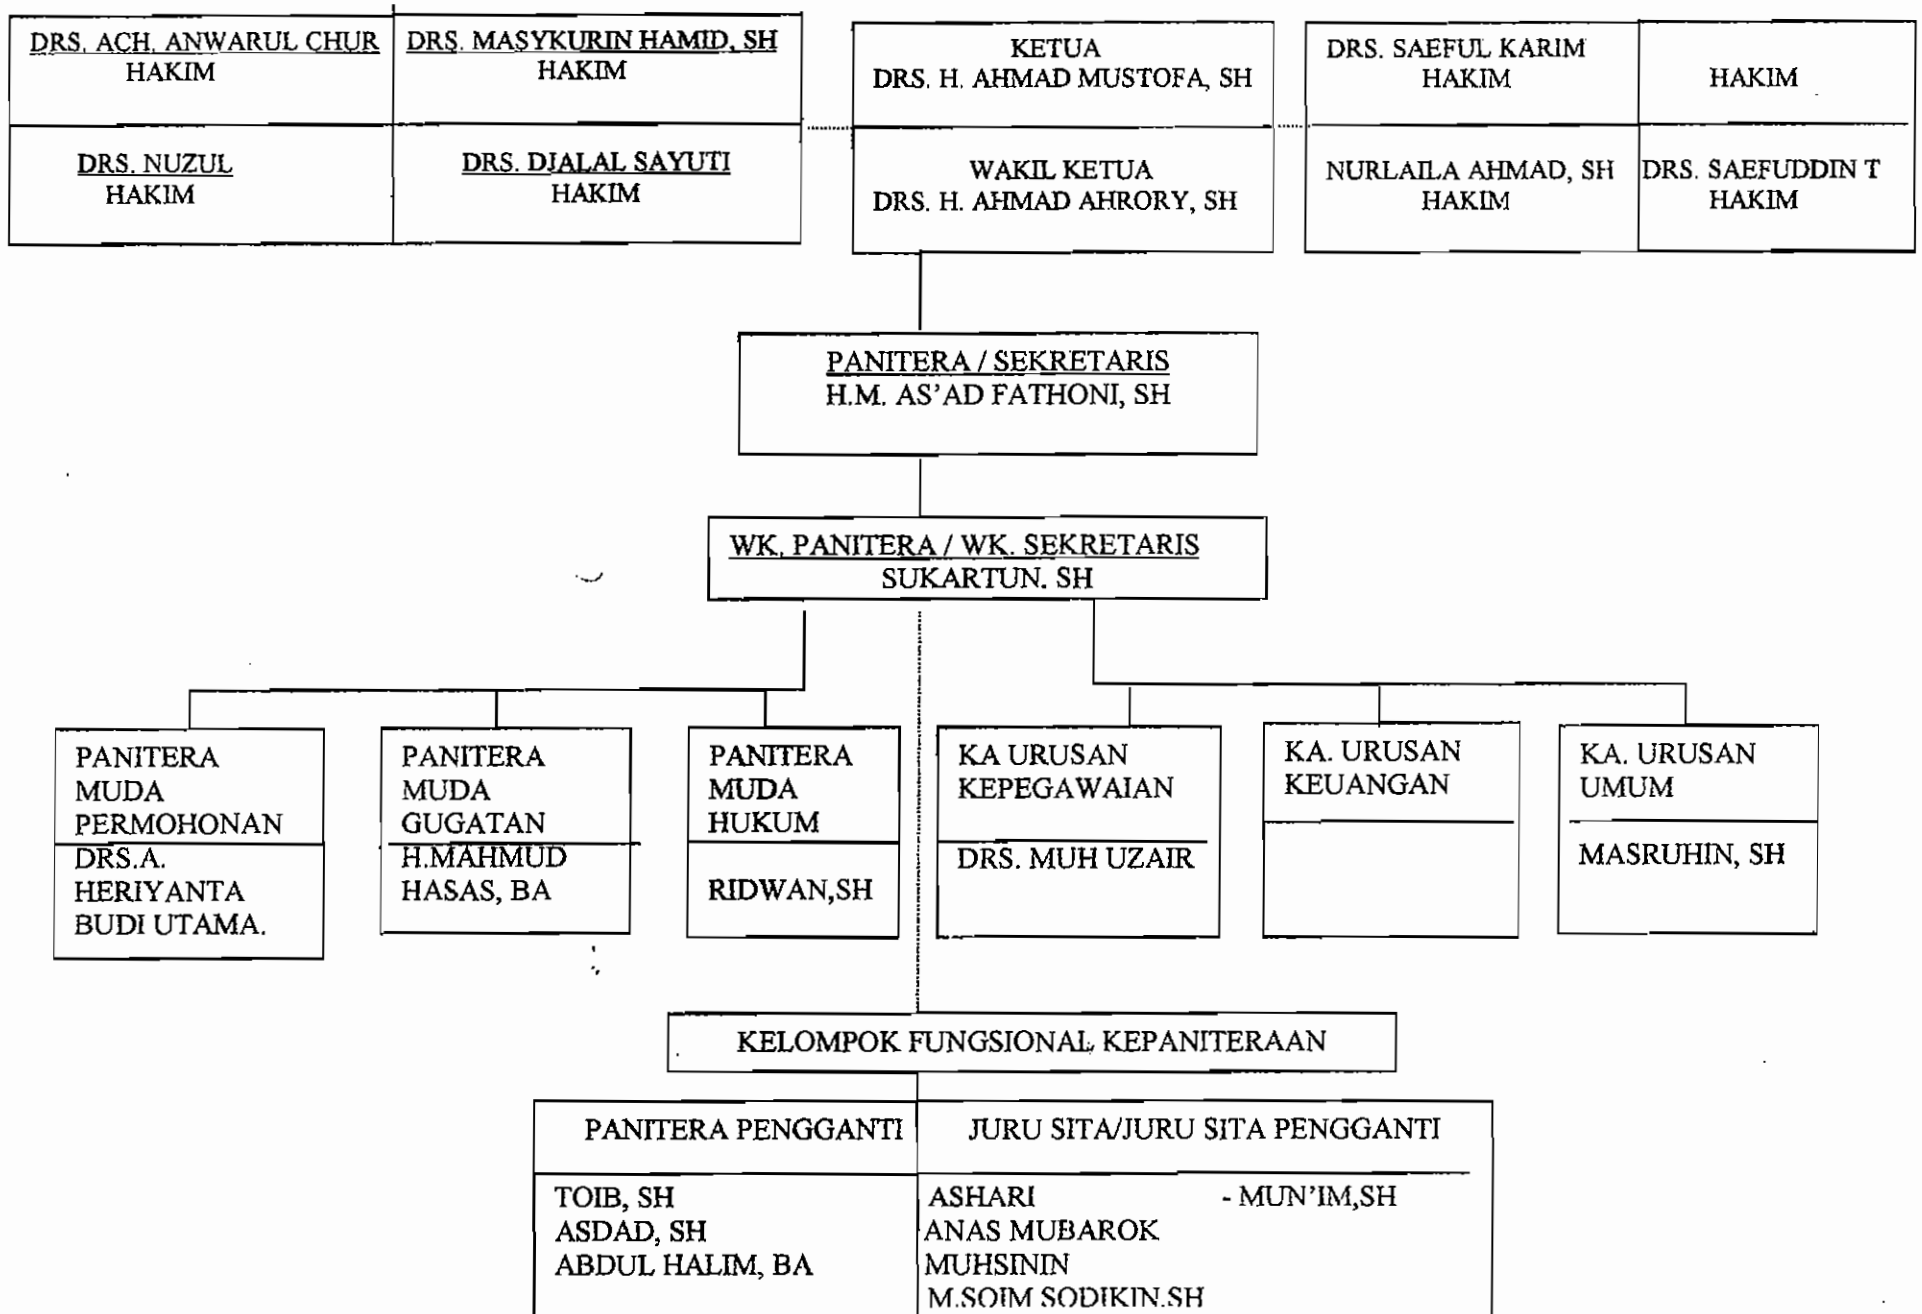 DRS. ACH. ANWARUL CHUR
HAKIM
DRS. MASYKURIN HAMID, SH
HAKIM
DRS. NUZUL
HAKIM
DRS. DJALAL SAYUTI
HAKIM
KETUA
DRS. H. AHMAD MUSTOFA, SH
WAKIL KETUA
DRS. H. AHMAD AHRORY, SH
DRS. SAEFUL KARIM
HAKIM
HAKIM
NURLAILA AHMAD, SH
HAKIM
DRS. SAEFUDDIN T
HAKIM
PANITERA / SEKRETARIS
H.M. AS'AD FATHONI, SH
WK. PANITERA / WK. SEKRETARIS
SUKARTUN. SH
PANITERA
MUDA
PERMOHONAN
DRS.A.
HERIYANTA
BUDI UTAMA.
PANITERA
MUDA
GUGATAN
H.MAHMUD
HASAS, BA
PANITERA
MUDA
HUKUM
RIDWAN,SH
KA URUSAN
KEPEGAWAIAN
DRS. MUH UZAIR
KA. URUSAN
KEUANGAN
KA. URUSAN
UMUM
MASRUHIN, SH
KELOMPOK FUNGSIONAL KEPANITERAAN
PANITERA PENGGANTI
TOIB, SH
ASDAD, SH
ABDUL HALIM, BA
JURU SITA/JURU SITA PENGGANTI
ASHARI - MUN'IM,SH
ANAS MUBAROK
MUHSININ
M.SOIM SODIKIN.SH